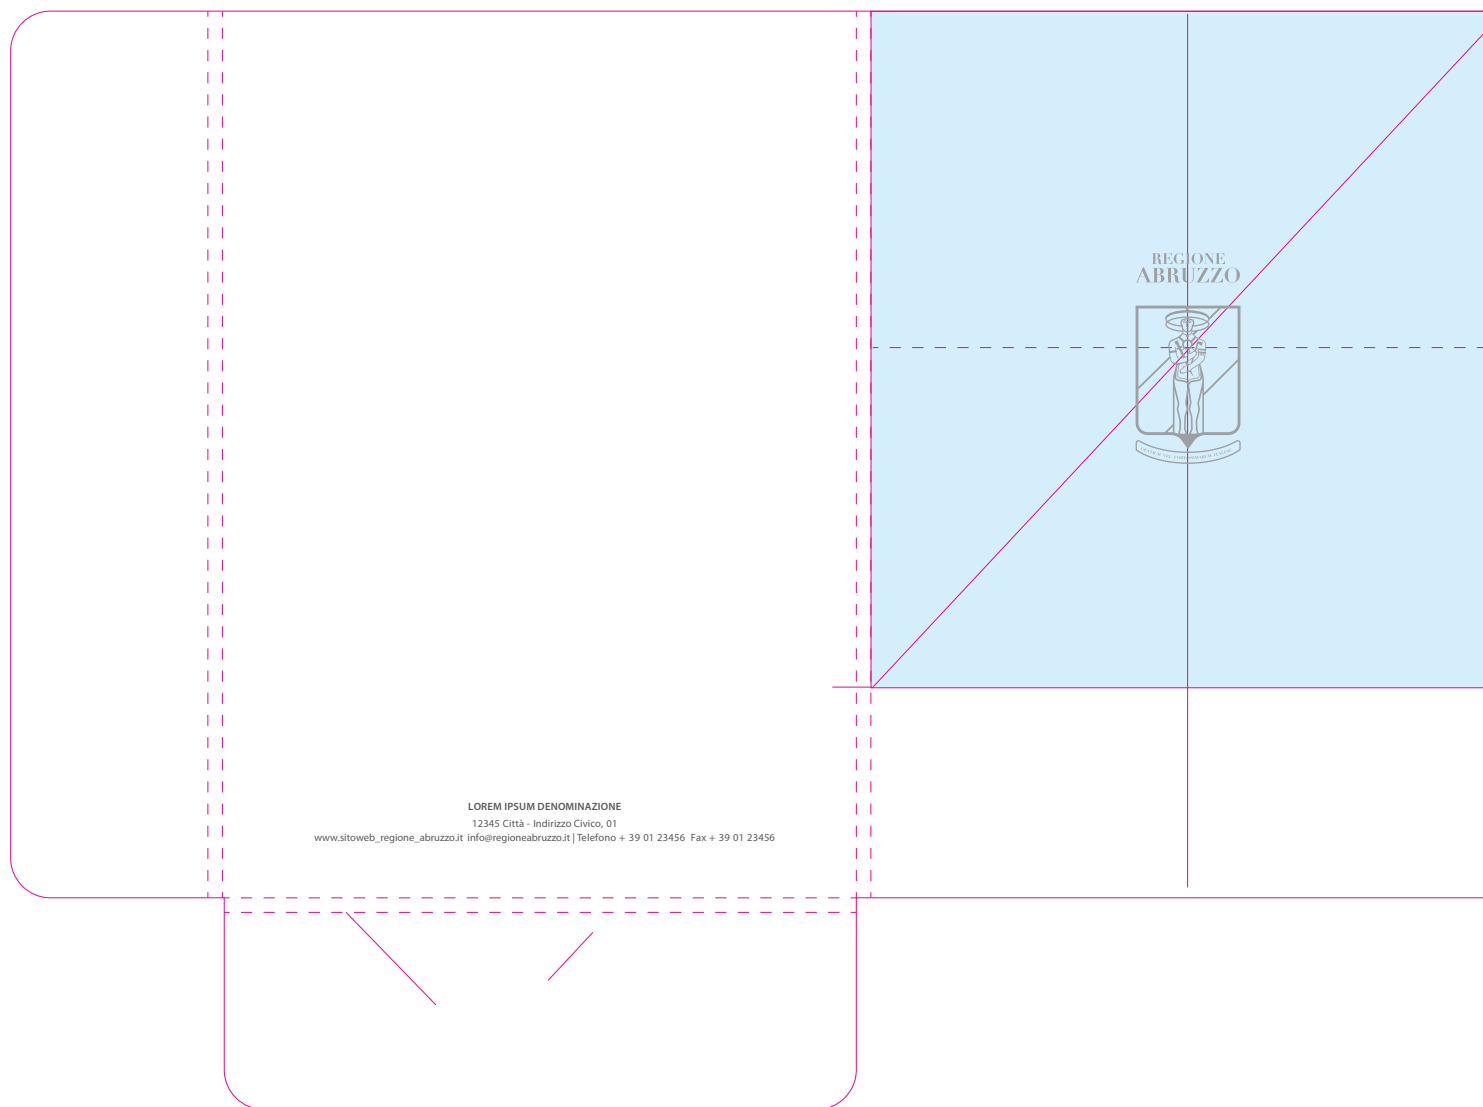 REGIONE
ABRUZZO
LOREM IPSUM DENOMINAZIONE
12345 Città - Indirizzo Civico, 01
www.sitoweb_regione_abruzzo.it info@regioneabruzzo.it | Telefono + 39 01 23456 Fax + 39 01 23456